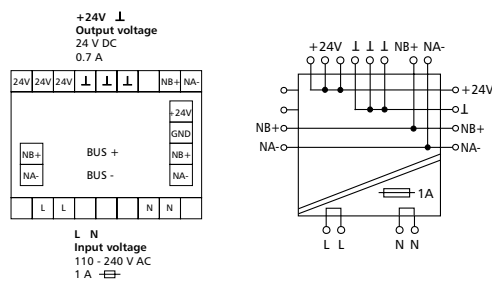 +24V ⊥
Output voltage
24 V DC
0.7 A
24V 24V 24V ⊥ ⊥ ⊥ NB+ NA-
+24V
GND
NB+ BUS + NB+
NA- BUS - NA-
L L N N
L N
Input voltage
110 - 240 V AC
1 A
+24V ⊥ ⊥ NB+ NA-
+24V
⊥
NB+ NB+
NA- NA-
1A
L L N N